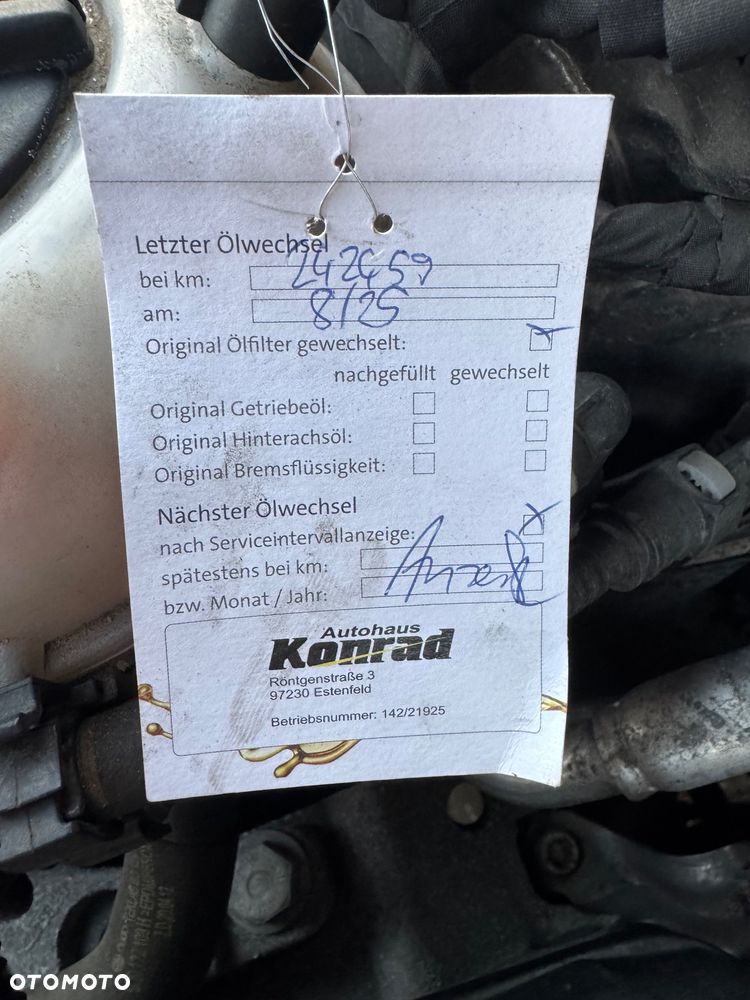 Letzter Ölwechsel
bei km: 242459
am: 8/25
Original Ölfilter gewechselt:
nachgefüllt gewechselt
Original Getriebeöl:
Original Hinterachsöl:
Original Bremsflüssigkeit:
Nächster Ölwechsel
nach Serviceintervallanzeige:
spätestens bei km:
bzw. Monat / Jahr:
Autohaus
Konrad
Röntgenstraße 3
97230 Estenfeld
Betriebsnummer: 142/21925
OTOMOTO